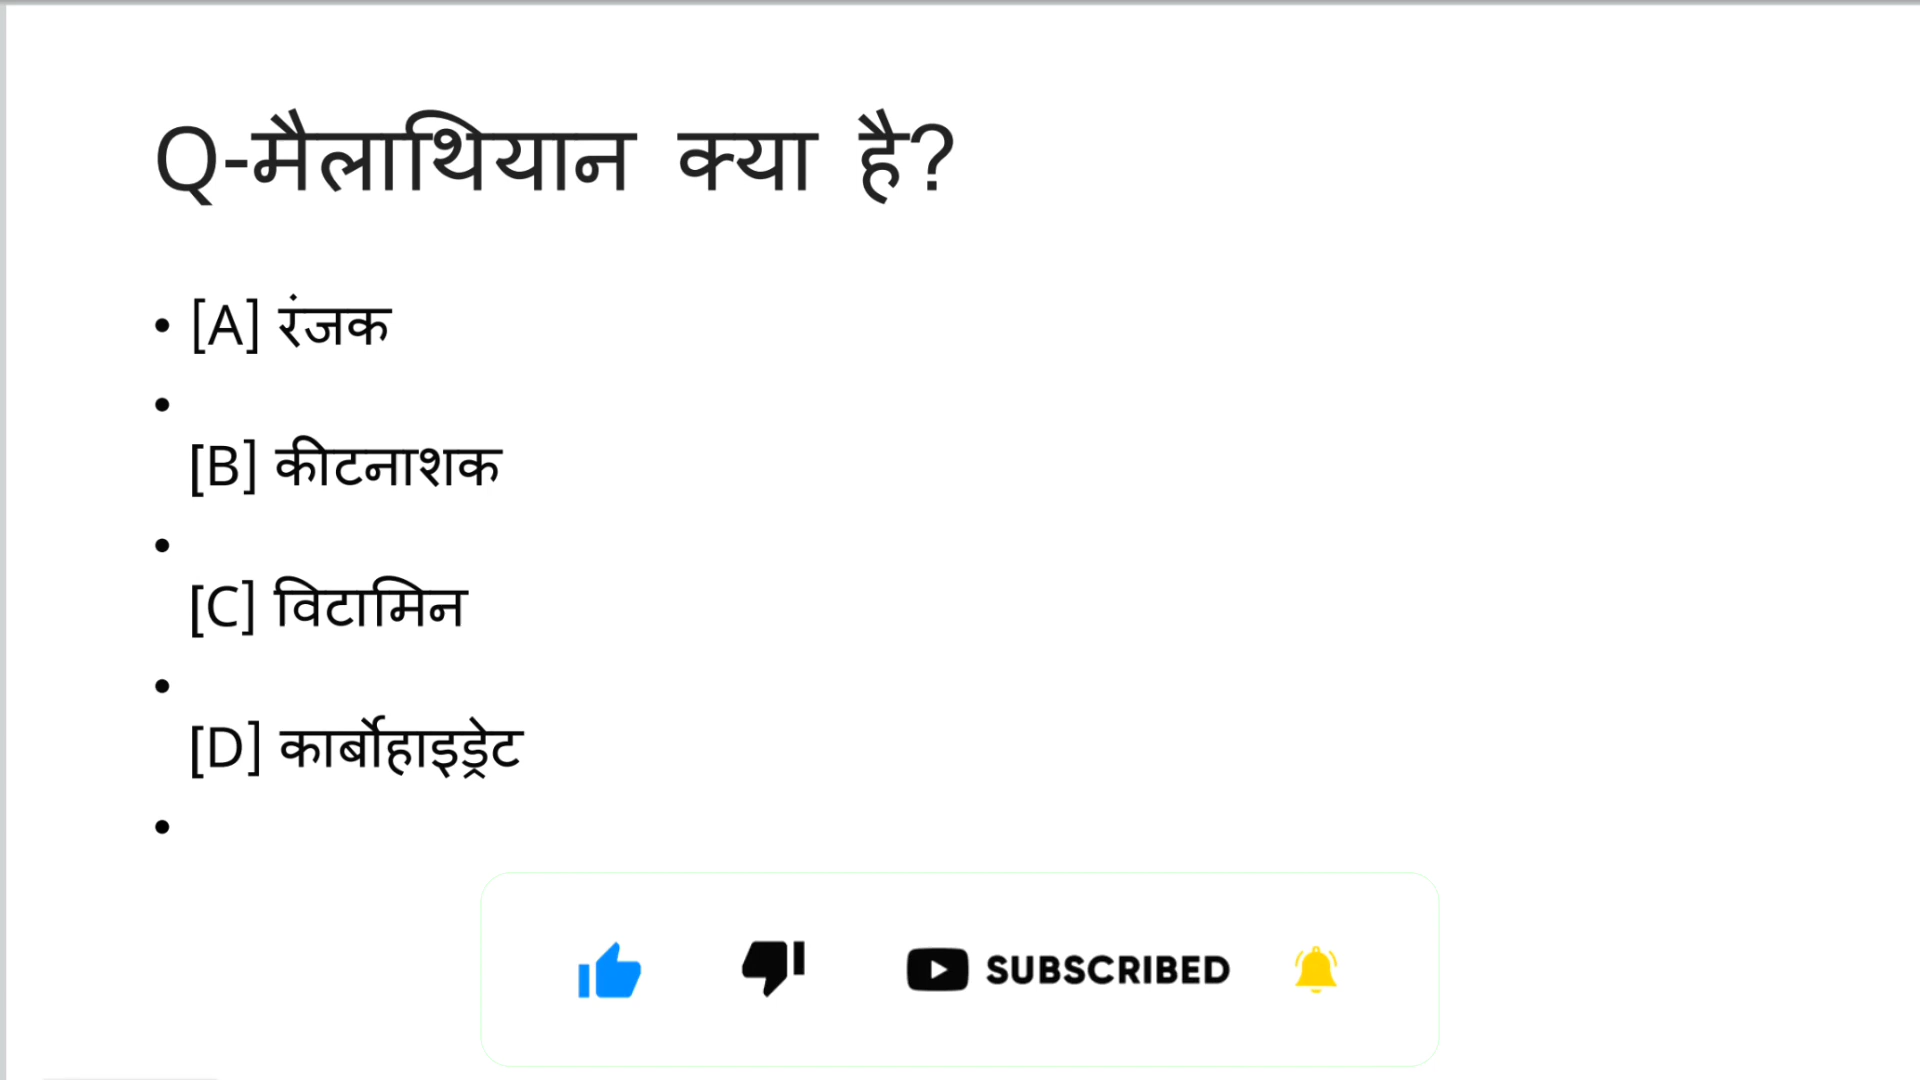 Q-मैलाथियान क्या है?
• [A] रंजक
•
[B] कीटनाशक
•
[C] विटामिन
•
[D] कार्बौहाइड्रेट
•
SUBSCRIBED